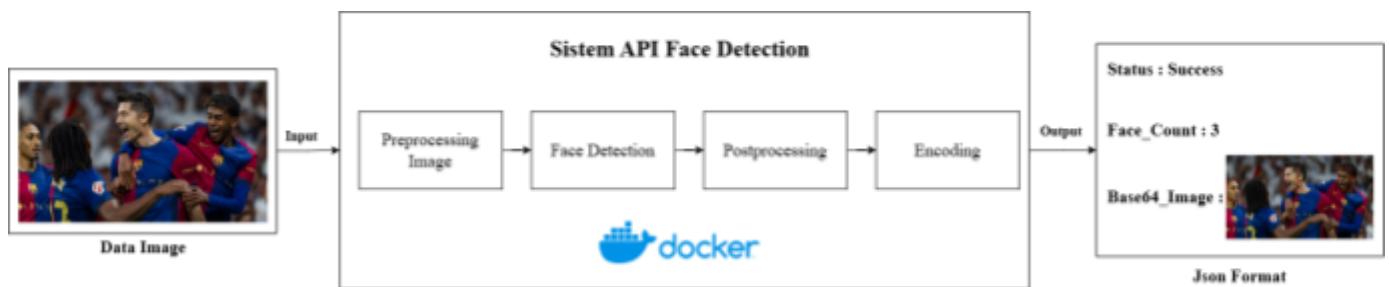 Sistem API Face Detection
Data Image
Input
Preprocessing
Image
Face Detection
Postprocessing
Encoding
docker
Output
Status : Success
Face_Count : 3
Base64_Image :
Json Format